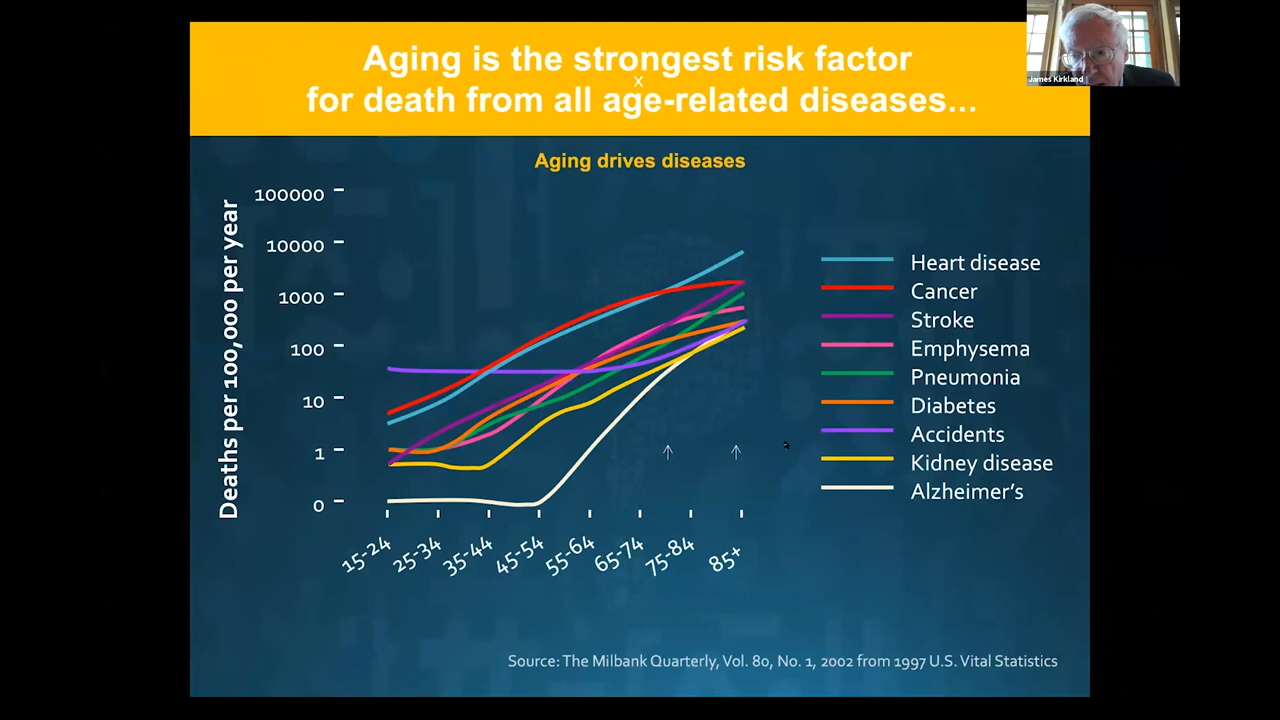 Aging is the strongest risk factor
x
for death from all age-related diseases...
James Kirkland
Aging drives diseases
Deaths per 100,000 per year
100000
10000
1000
100
10
1
0
15-24
25-34
35-44
45-54
55-64
65-74
75-84
85+
Heart disease
Cancer
Stroke
Emphysema
Pneumonia
Diabetes
Accidents
Kidney disease
Alzheimer's
Source: The Milbank Quarterly, Vol. 80, No. 1, 2002 from 1997 U.S. Vital Statistics